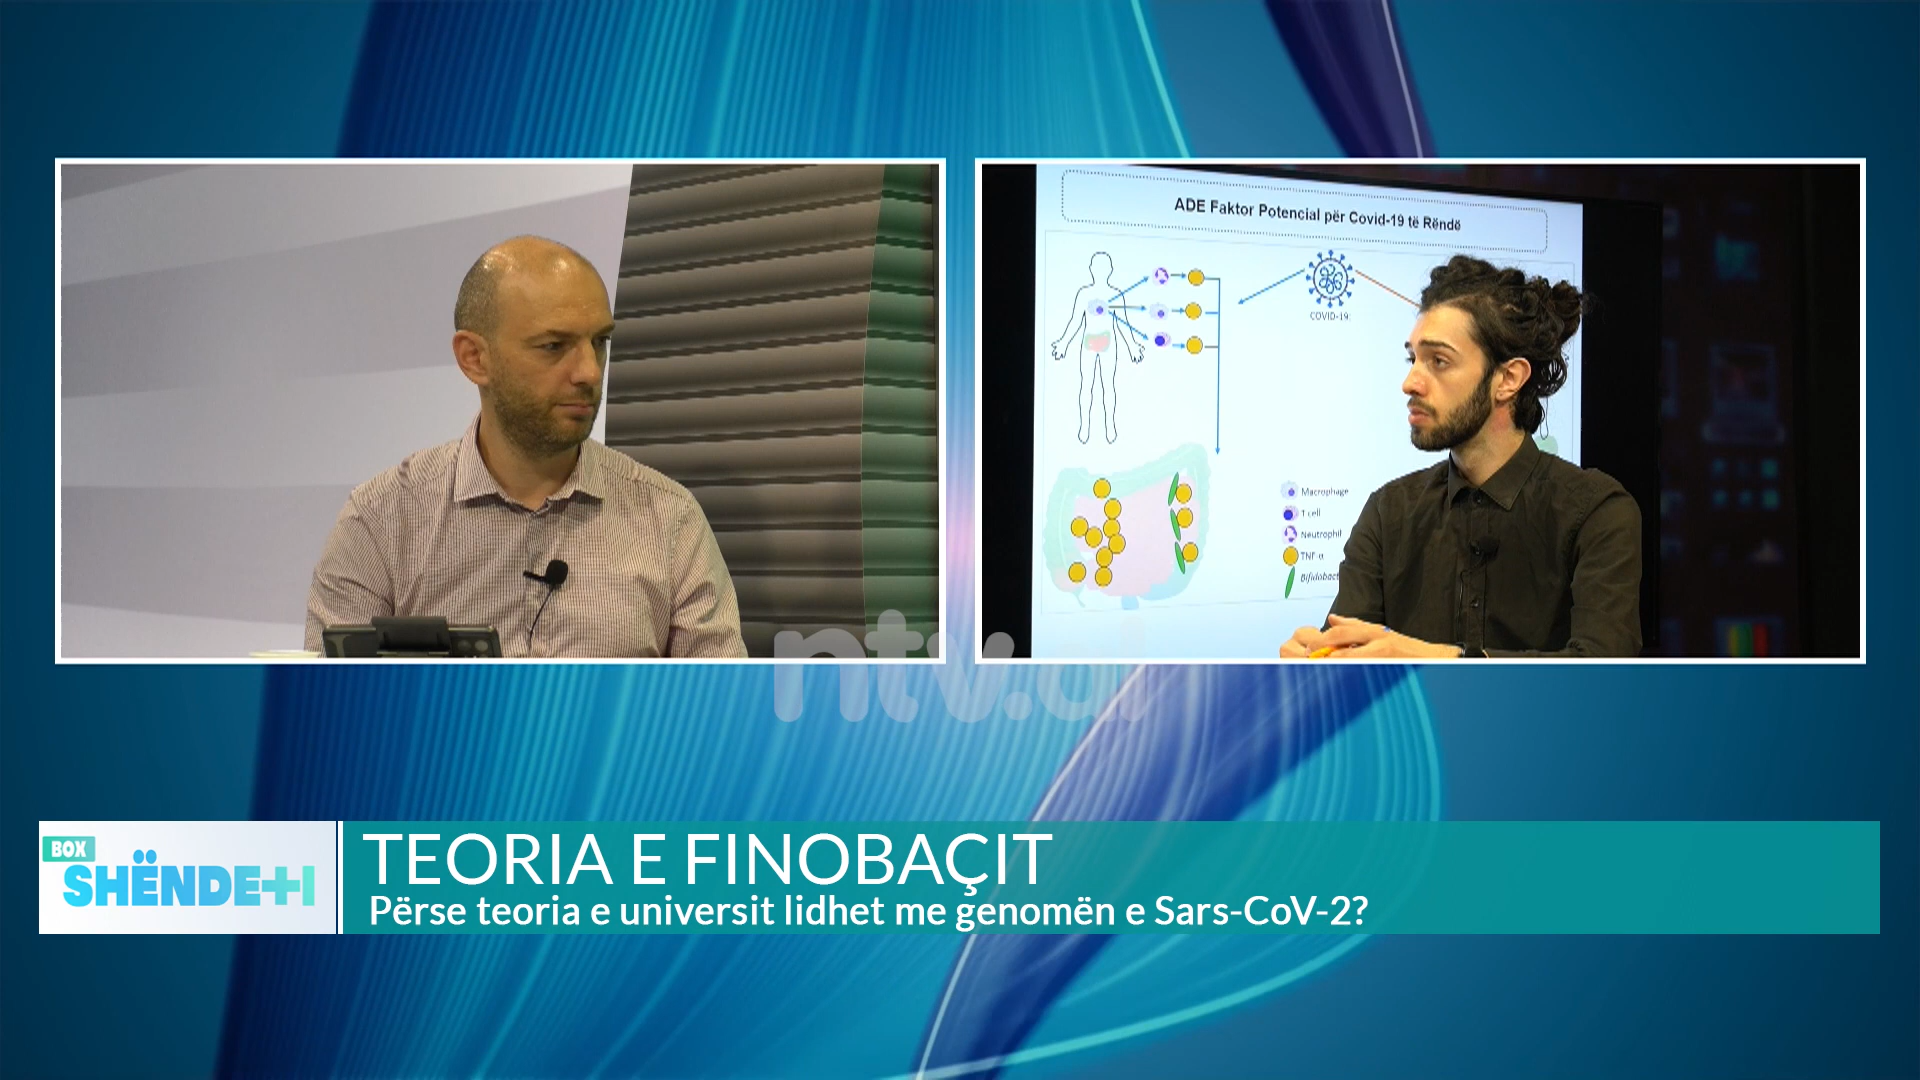 ADE Faktor Potencial për Covid-19 të Rëndë
COVID-19
Macrophage
T cell
Neutrophil
TNF-α
ntv.al
BOX
SHËNDETI
TEORIA E FINOBAÇIT
Përse teoria e universit lidhet me genomën e Sars-CoV-2?